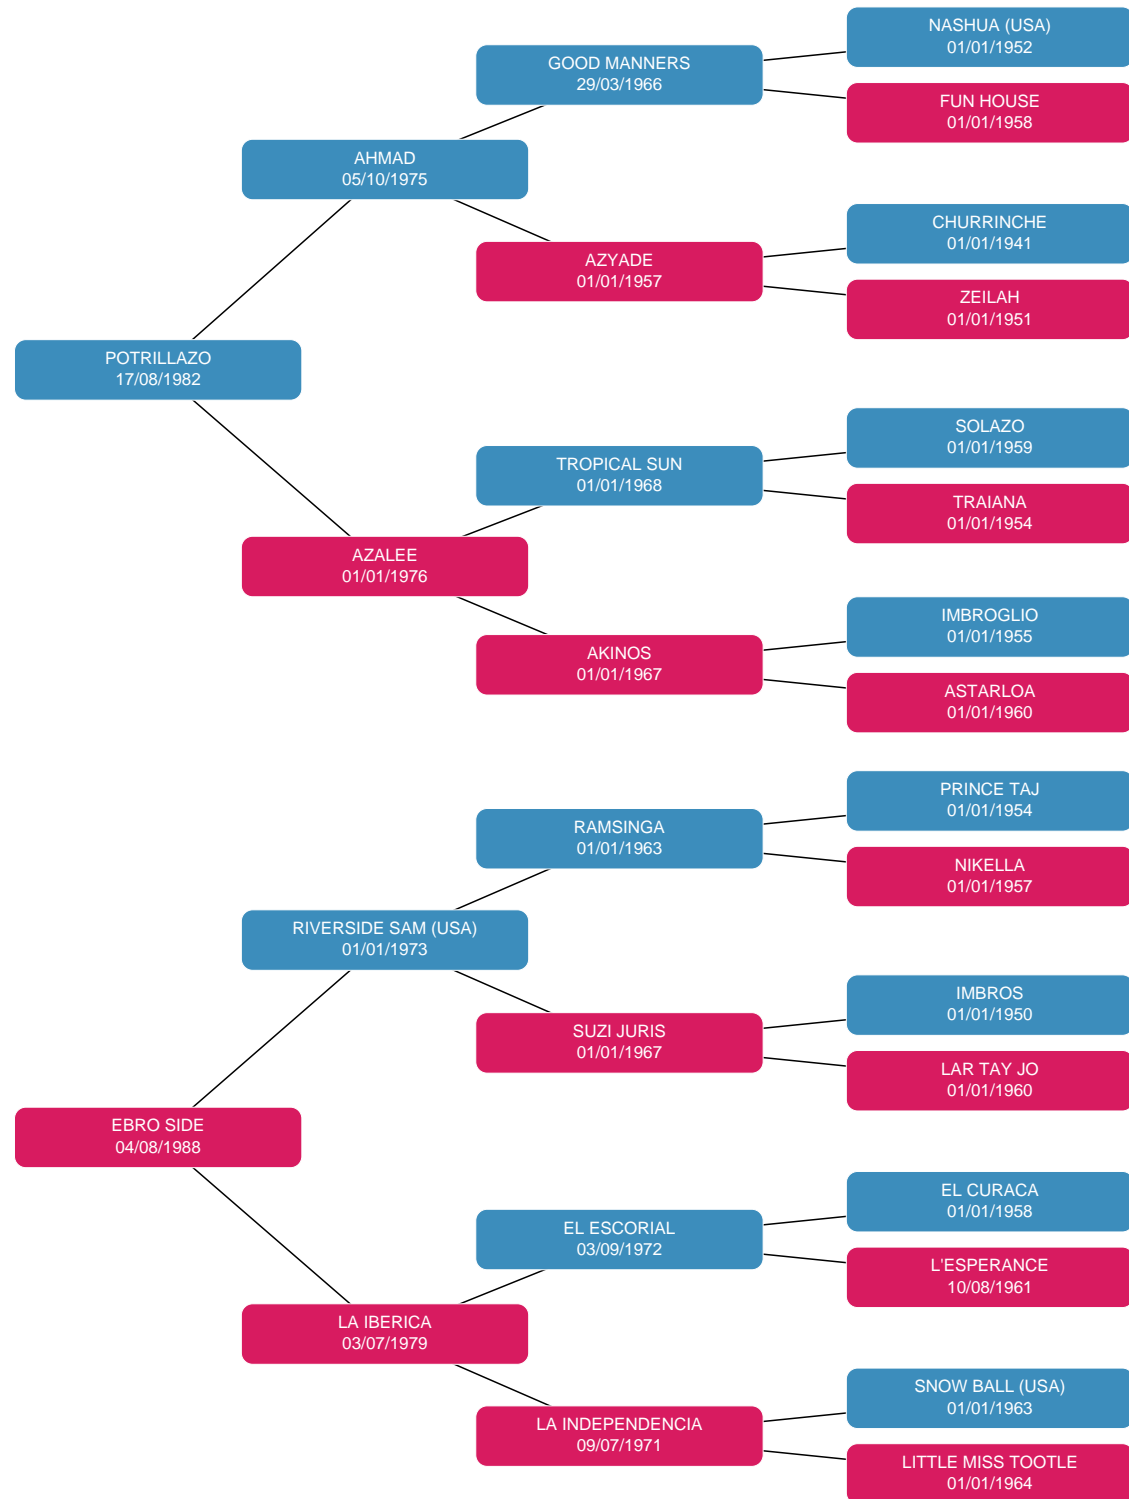 NASHUA (USA)
01/01/1952
GOOD MANNERS
29/03/1966
FUN HOUSE
01/01/1958
AHMAD
05/10/1975
CHURRINCHE
01/01/1941
AZYADE
01/01/1957
ZEILAH
01/01/1951
POTRILLAZO
17/08/1982
SOLAZO
01/01/1959
TROPICAL SUN
01/01/1968
TRAIANA
01/01/1954
AZALEE
01/01/1976
IMBROGLIO
01/01/1955
AKINOS
01/01/1967
ASTARLOA
01/01/1960
PRINCE TAJ
01/01/1954
RAMSINGA
01/01/1963
NIKELLA
01/01/1957
RIVERSIDE SAM (USA)
01/01/1973
IMBROS
01/01/1950
SUZI JURIS
01/01/1967
LAR TAY JO
01/01/1960
EBRO SIDE
04/08/1988
EL CURACA
01/01/1958
EL ESCORIAL
03/09/1972
L'ESPERANCE
10/08/1961
LA IBERICA
03/07/1979
SNOW BALL (USA)
01/01/1963
LA INDEPENDENCIA
09/07/1971
LITTLE MISS TOOTLE
01/01/1964